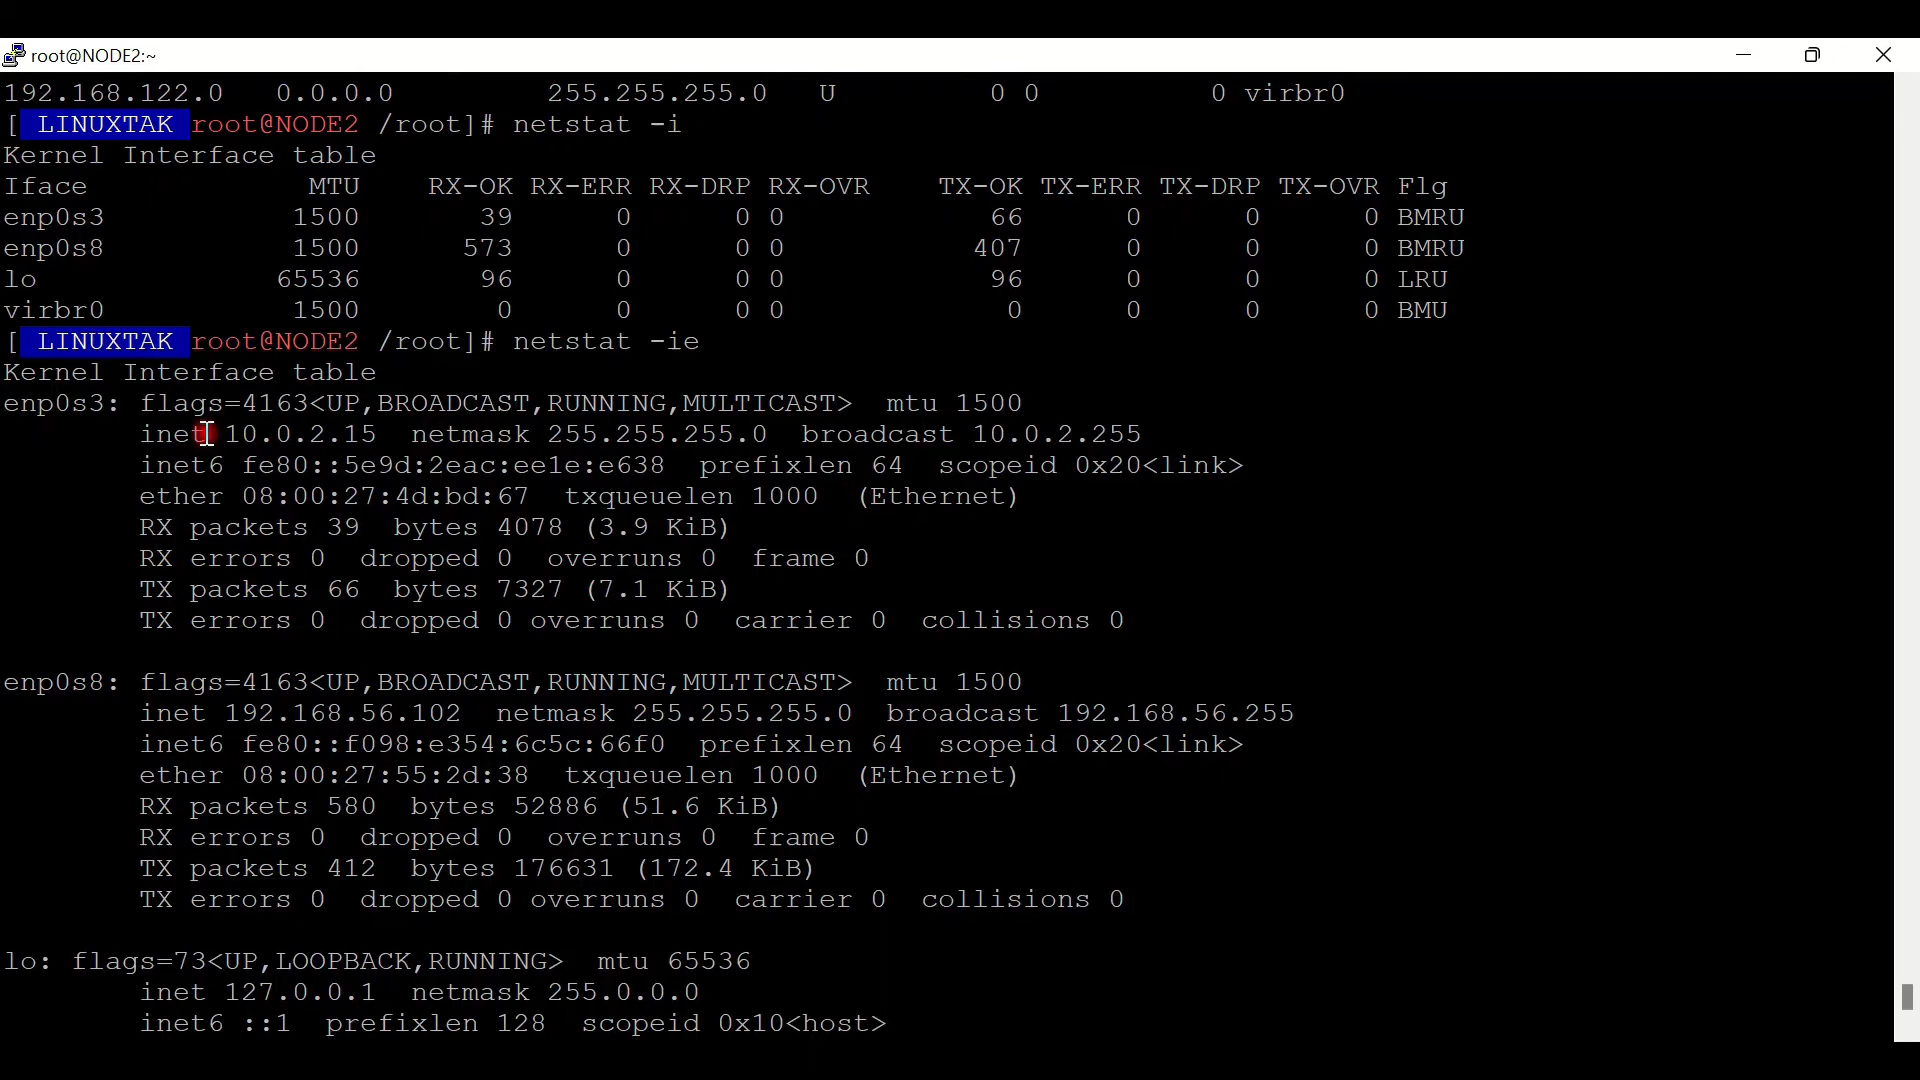 root@NODE2:~
192.168.122.0   0.0.0.0         255.255.255.0   U         0 0          0 virbr0
[ LINUXTAK root@NODE2 /root]# netstat -i
Kernel Interface table
Iface             MTU    RX-OK RX-ERR RX-DRP RX-OVR    TX-OK TX-ERR TX-DRP TX-OVR Flg
enp0s3           1500       39      0      0 0            66      0      0      0 BMRU
enp0s8           1500      573      0      0 0           407      0      0      0 BMRU
lo              65536       96      0      0 0            96      0      0      0 LRU
virbr0           1500        0      0      0 0             0      0      0      0 BMU
[ LINUXTAK root@NODE2 /root]# netstat -ie
Kernel Interface table
enp0s3: flags=4163<UP,BROADCAST,RUNNING,MULTICAST>  mtu 1500
        inet 10.0.2.15  netmask 255.255.255.0  broadcast 10.0.2.255
        inet6 fe80::5e9d:2eac:ee1e:e638  prefixlen 64  scopeid 0x20<link>
        ether 08:00:27:4d:bd:67  txqueuelen 1000  (Ethernet)
        RX packets 39  bytes 4078 (3.9 KiB)
        RX errors 0  dropped 0  overruns 0  frame 0
        TX packets 66  bytes 7327 (7.1 KiB)
        TX errors 0  dropped 0 overruns 0  carrier 0  collisions 0
enp0s8: flags=4163<UP,BROADCAST,RUNNING,MULTICAST>  mtu 1500
        inet 192.168.56.102  netmask 255.255.255.0  broadcast 192.168.56.255
        inet6 fe80::f098:e354:6c5c:66f0  prefixlen 64  scopeid 0x20<link>
        ether 08:00:27:55:2d:38  txqueuelen 1000  (Ethernet)
        RX packets 580  bytes 52886 (51.6 KiB)
        RX errors 0  dropped 0  overruns 0  frame 0
        TX packets 412  bytes 176631 (172.4 KiB)
        TX errors 0  dropped 0 overruns 0  carrier 0  collisions 0
lo: flags=73<UP,LOOPBACK,RUNNING>  mtu 65536
        inet 127.0.0.1  netmask 255.0.0.0
        inet6 ::1  prefixlen 128  scopeid 0x10<host>